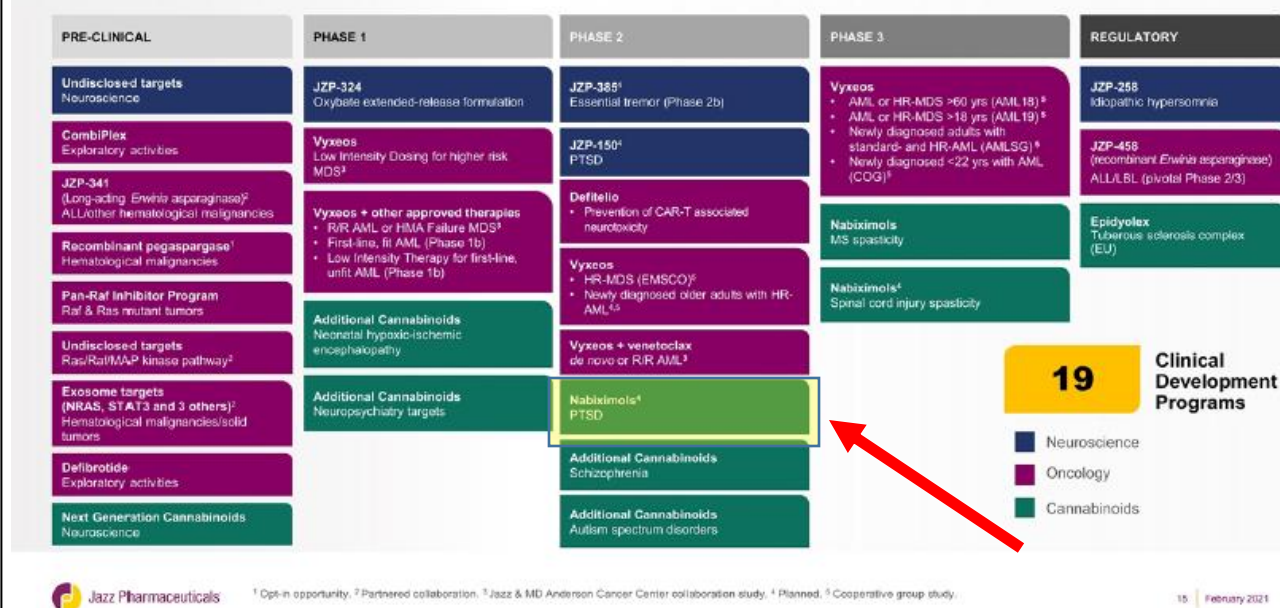 PRE-CLINICAL
Undisclosed targets
Neuroscience
CombiPlex
Exploratory activities
JZP-341
(Long-acting Erwinia asparaginase)²
ALL/other hematological malignancies
Recombinant pegaspargase¹
Hematological malignancies
Pan-Raf Inhibitor Program
Raf & Ras mutant tumors
Undisclosed targets
Ras/Raf/MAP kinase pathway²
Exosome targets
(NRAS, STAT3 and 3 others)²
Hematological malignancies/solid
tumors
Defibrotide
Exploratory activities
Next Generation Cannabinoids
Neuroscience
PHASE 1
JZP-324
Oxybate extended-release formulation
Vyxeos
Low Intensity Dosing for higher risk
MDS³
Vyxeos + other approved therapies
• R/R AML or HMA Failure MDS³
• First-line, fit AML (Phase 1b)
• Low Intensity Therapy for first-line,
unfit AML (Phase 1b)
Additional Cannabinoids
Neonatal hypoxic-ischemic
encephalopathy
Additional Cannabinoids
Neuropsychiatry targets
PHASE 2
JZP-385⁴
Essential tremor (Phase 2b)
JZP-150⁴
PTSD
Defitelio
• Prevention of CAR-T associated
neurotoxicity
Vyxeos
• HR-MDS (EMSCO)⁵
• Newly diagnosed older adults with HR-
AML⁴,⁵
Vyxeos + venetoclax
de novo or R/R AML³
Nabiximols⁴
PTSD
Additional Cannabinoids
Schizophrenia
Additional Cannabinoids
Autism spectrum disorders
PHASE 3
Vyxeos
• AML or HR-MDS >60 yrs (AML18) ⁵
• AML or HR-MDS >18 yrs (AML19) ⁵
• Newly diagnosed adults with
standard- and HR-AML (AMLSG) ⁵
• Newly diagnosed <22 yrs with AML
(COG)⁵
Nabiximols
MS spasticity
Nabiximols⁴
Spinal cord injury spasticity
REGULATORY
JZP-258
Idiopathic hypersomnia
JZP-458
(recombinant Erwinia asparaginase)
ALL/LBL (pivotal Phase 2/3)
Epidyolex
Tuberous sclerosis complex
(EU)
19
Clinical
Development
Programs
Neuroscience
Oncology
Cannabinoids
Jazz Pharmaceuticals
¹ Opt-in opportunity. ² Partnered collaboration. ³ Jazz & MD Anderson Cancer Center collaboration study. ⁴ Planned. ⁵ Cooperative group study.
15 February 2021